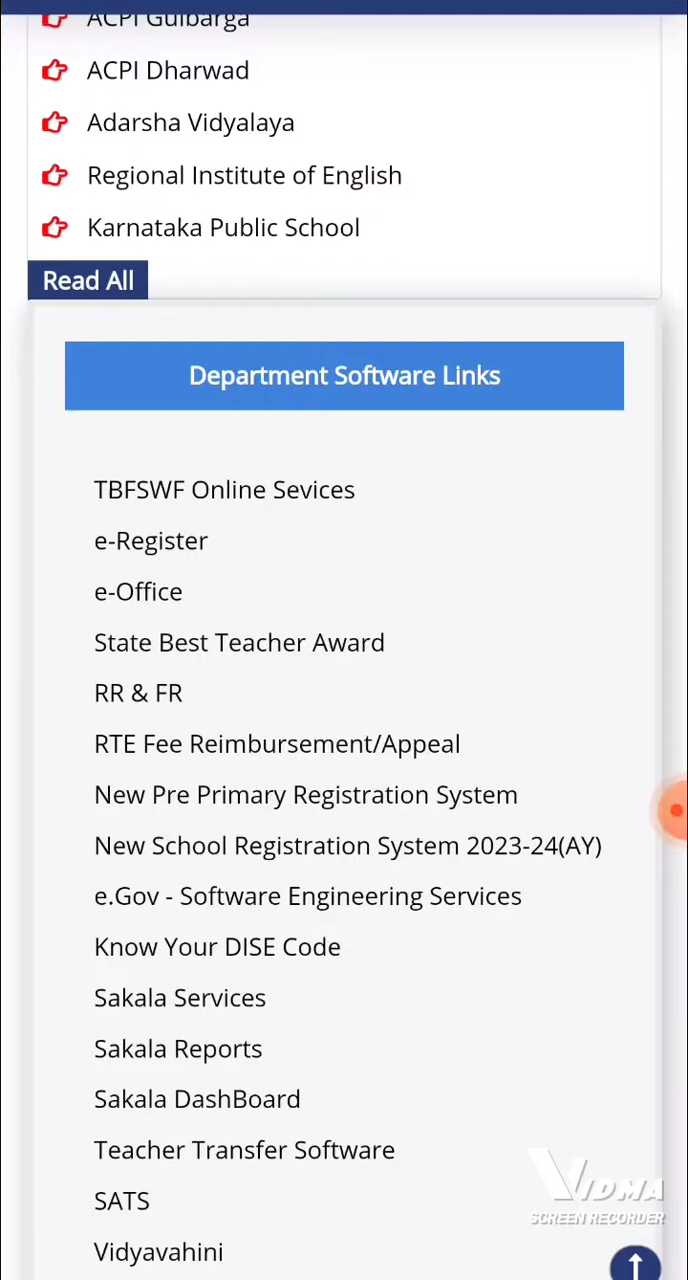 ACPI Gulbarga
ACPI Dharwad
Adarsha Vidyalaya
Regional Institute of English
Karnataka Public School
Read All
Department Software Links
TBFSWF Online Sevices
e-Register
e-Office
State Best Teacher Award
RR & FR
RTE Fee Reimbursement/Appeal
New Pre Primary Registration System
New School Registration System 2023-24(AY)
e.Gov - Software Engineering Services
Know Your DISE Code
Sakala Services
Sakala Reports
Sakala DashBoard
Teacher Transfer Software
SATS
Vidyavahini
VIDMA
SCREEN RECORDER